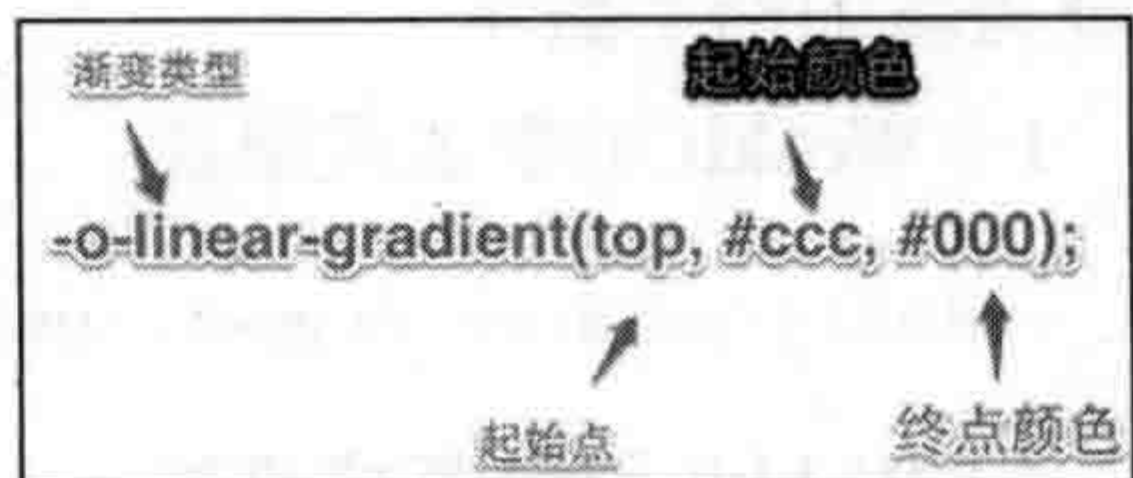 渐变类型 起始颜色
-o-linear-gradient(top, #ccc, #000);
起始点 终点颜色